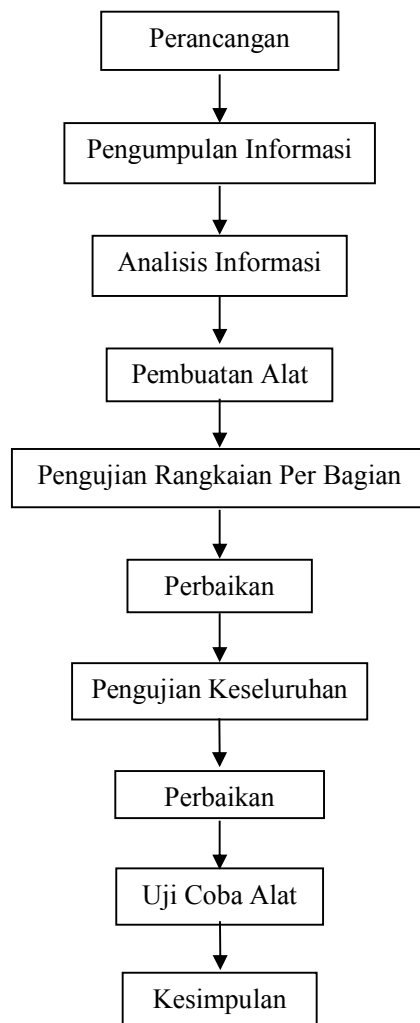 Perancangan
Pengumpulan Informasi
Analisis Informasi
Pembuatan Alat
Pengujian Rangkaian Per Bagian
Perbaikan
Pengujian Keseluruhan
Perbaikan
Uji Coba Alat
Kesimpulan